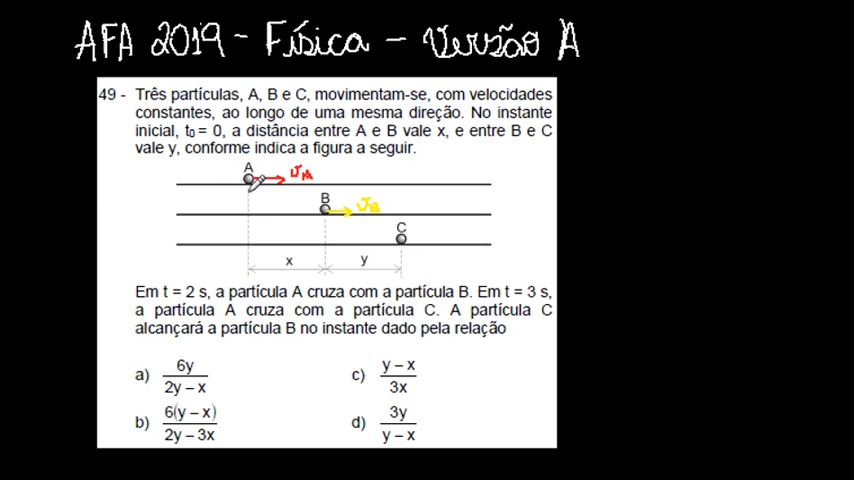 AFA 2019 - Física - Versão A
49 - Três partículas, A, B e C, movimentam-se, com velocidades
constantes, ao longo de uma mesma direção. No instante
inicial, t0 = 0, a distância entre A e B vale x, e entre B e C
vale y, conforme indica a figura a seguir.
A
vA
B
vB
C
x y
Em t = 2 s, a partícula A cruza com a partícula B. Em t = 3 s,
a partícula A cruza com a partícula C. A partícula C
alcançará a partícula B no instante dado pela relação
a) 6y / 2y – x
c) y – x / 3x
b) 6(y – x) / 2y – 3x
d) 3y / y – x